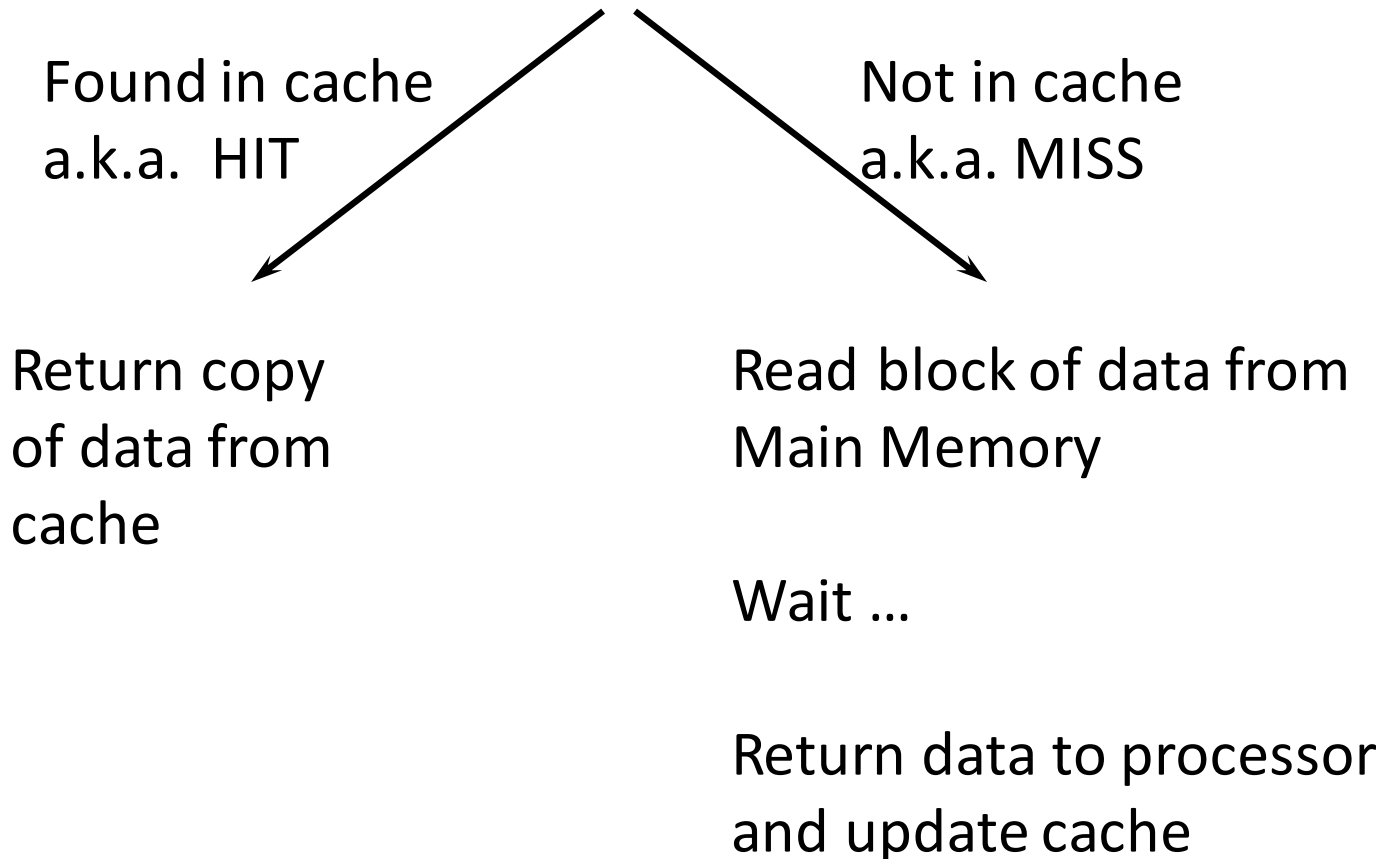 Found in cache
a.k.a. HIT
Not in cache
a.k.a. MISS
Return copy
of data from
cache
Read block of data from
Main Memory
Wait …
Return data to processor
and update cache